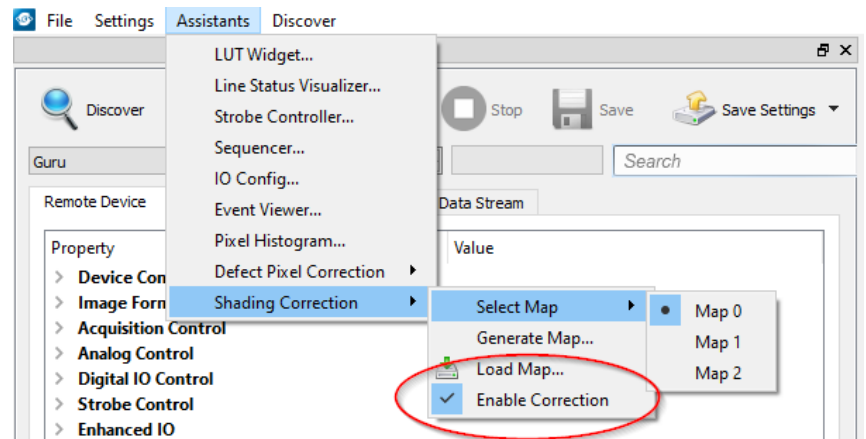 File Settings Assistants Discover
LUT Widget...
Line Status Visualizer...
Strobe Controller...
Sequencer...
IO Config...
Event Viewer...
Pixel Histogram...
Defect Pixel Correction
Shading Correction
Discover
Stop
Save
Save Settings
Guru
Search
Remote Device
Data Stream
Property
Value
Device Con
Image Form
Acquisition Control
Analog Control
Digital IO Control
Strobe Control
Enhanced IO
Select Map
Generate Map...
Load Map...
Enable Correction
Map 0
Map 1
Map 2